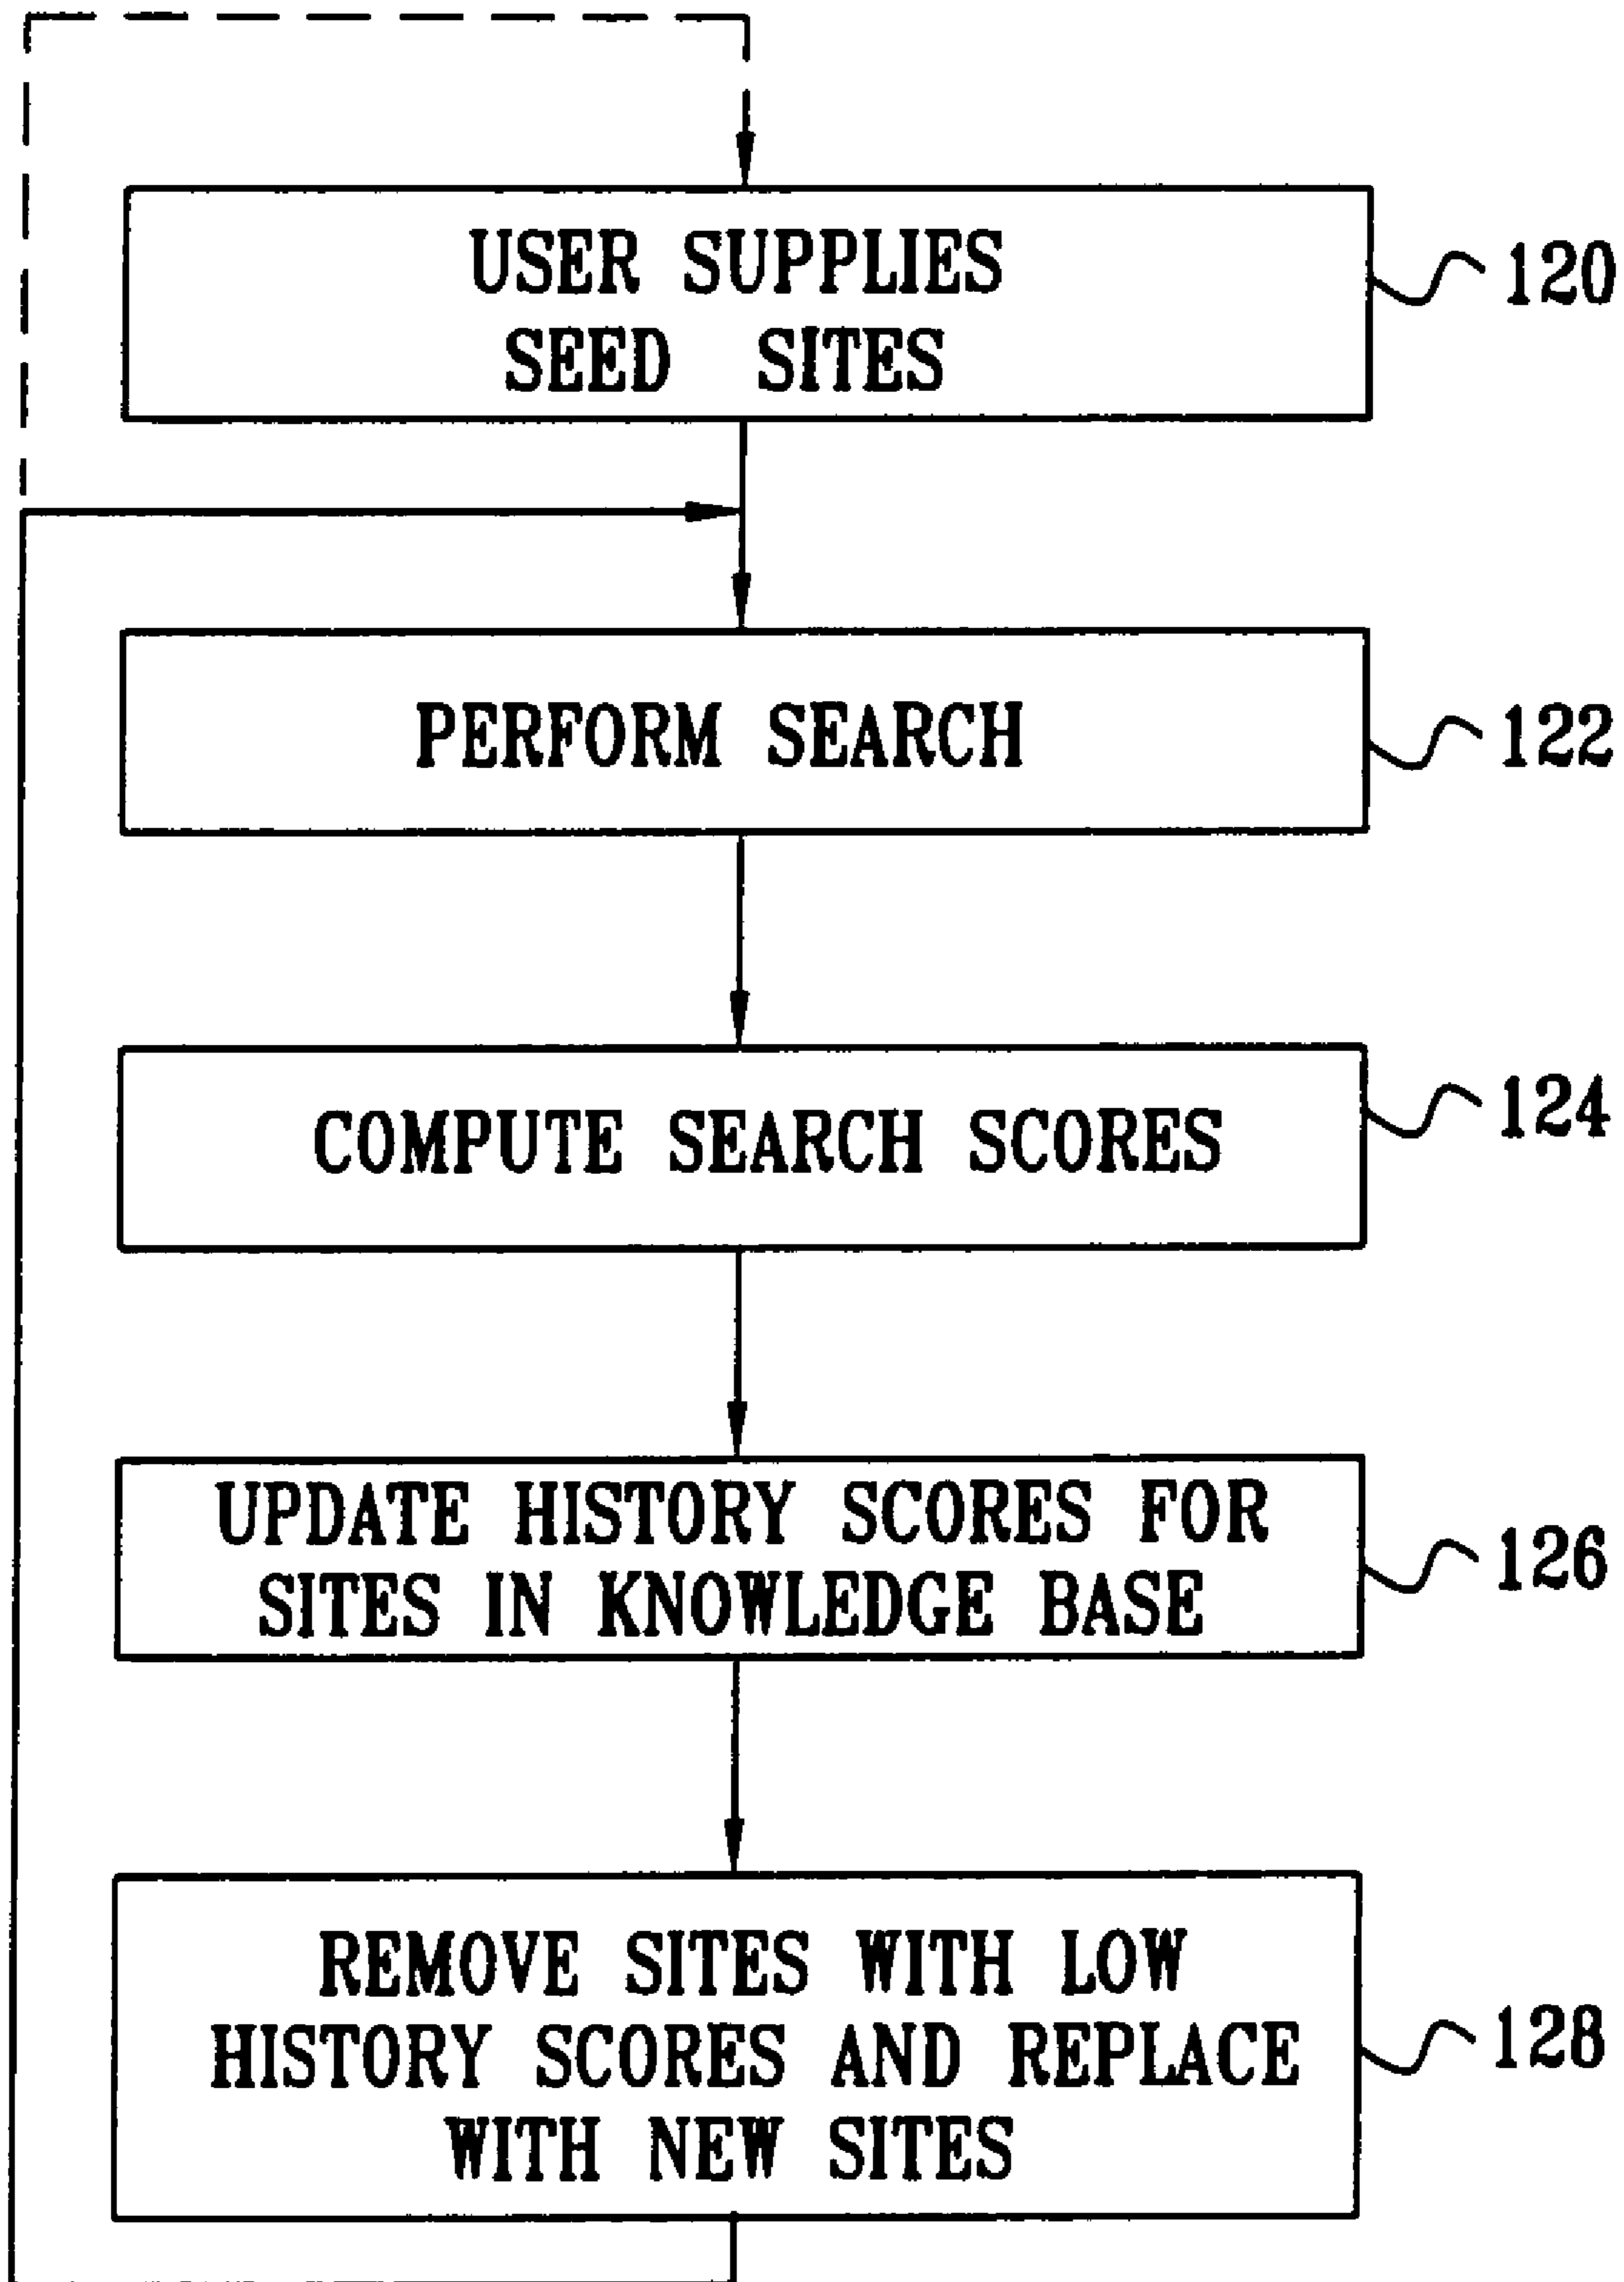 USER SUPPLIES
SEED SITES
120
PERFORM SEARCH
122
COMPUTE SEARCH SCORES
124
UPDATE HISTORY SCORES FOR
SITES IN KNOWLEDGE BASE
126
REMOVE SITES WITH LOW
HISTORY SCORES AND REPLACE
WITH NEW SITES
128